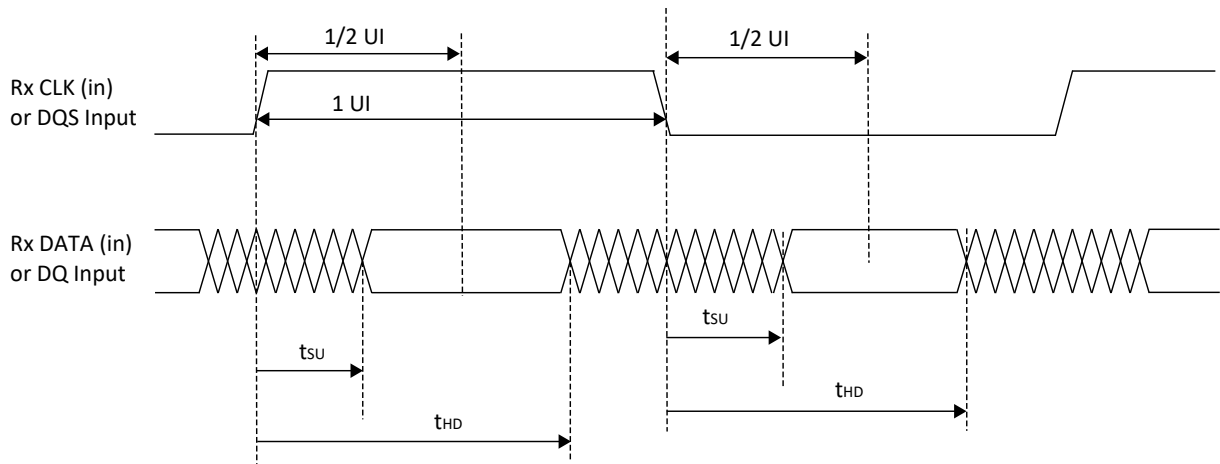 1/2 UI
1/2 UI
Rx CLK (in)
or DQS Input
1 UI
Rx DATA (in)
or DQ Input
tSU
tSU
tHD
tHD